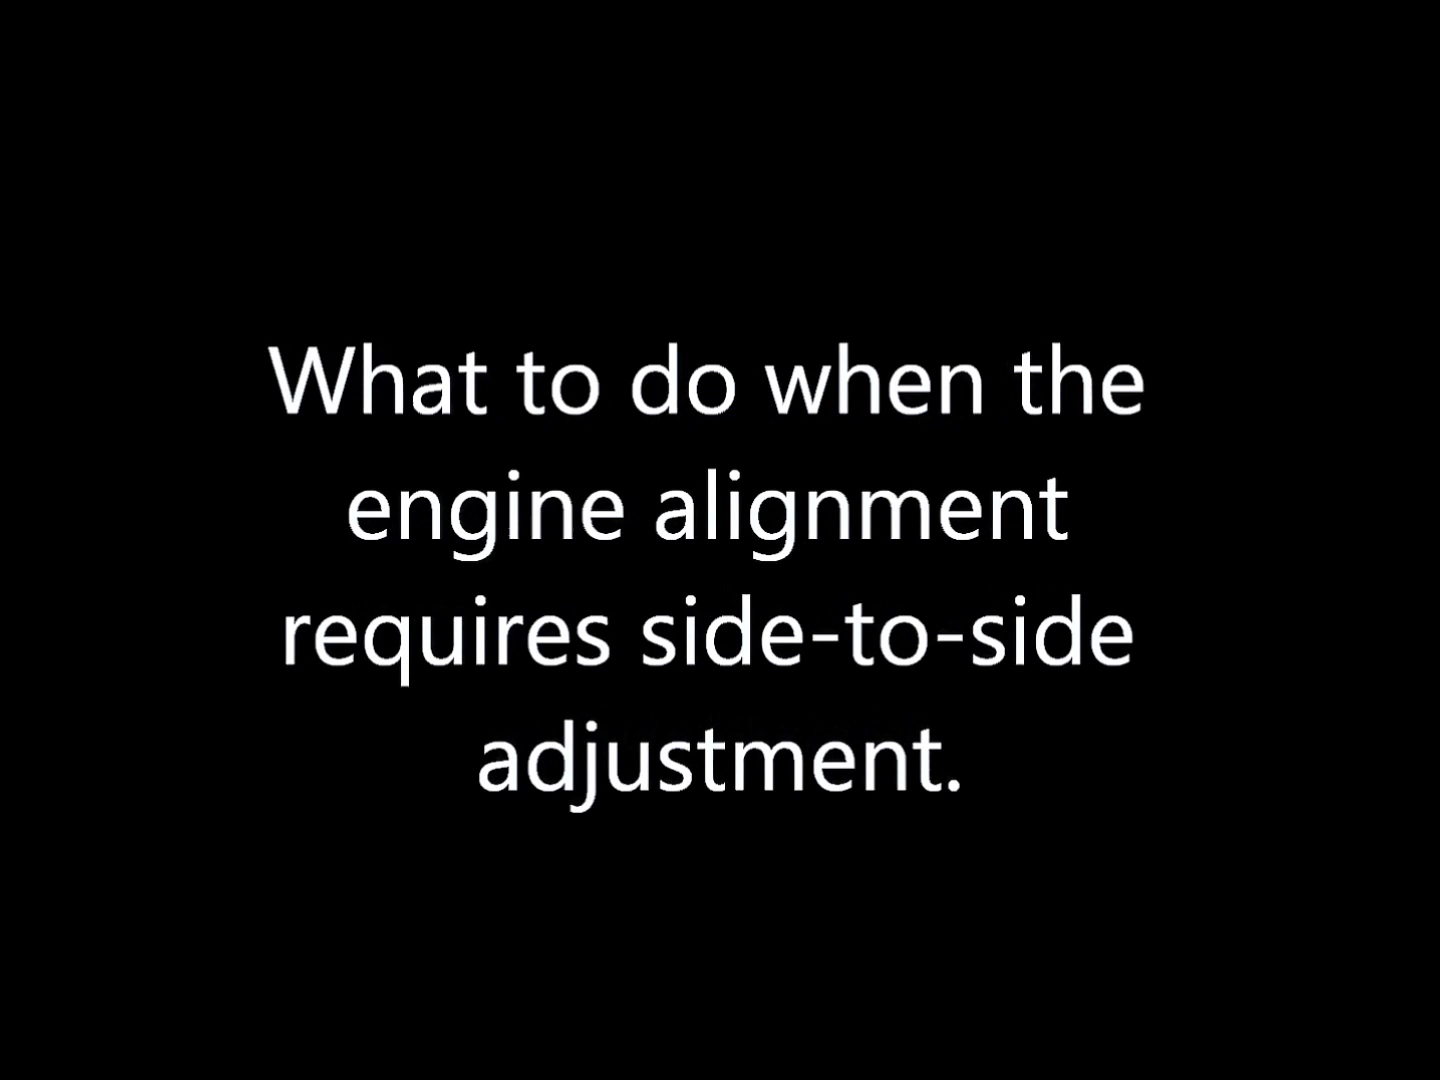 What to do when the
engine alignment
requires side-to-side
adjustment.